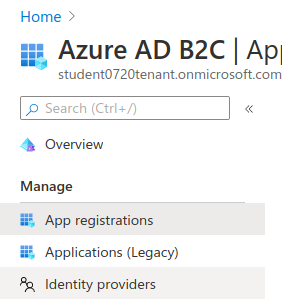 Home >
Azure AD B2C | App
student0720tenant.onmicrosoft.com
Search (Ctrl+/)
«
Overview
Manage
App registrations
Applications (Legacy)
Identity providers